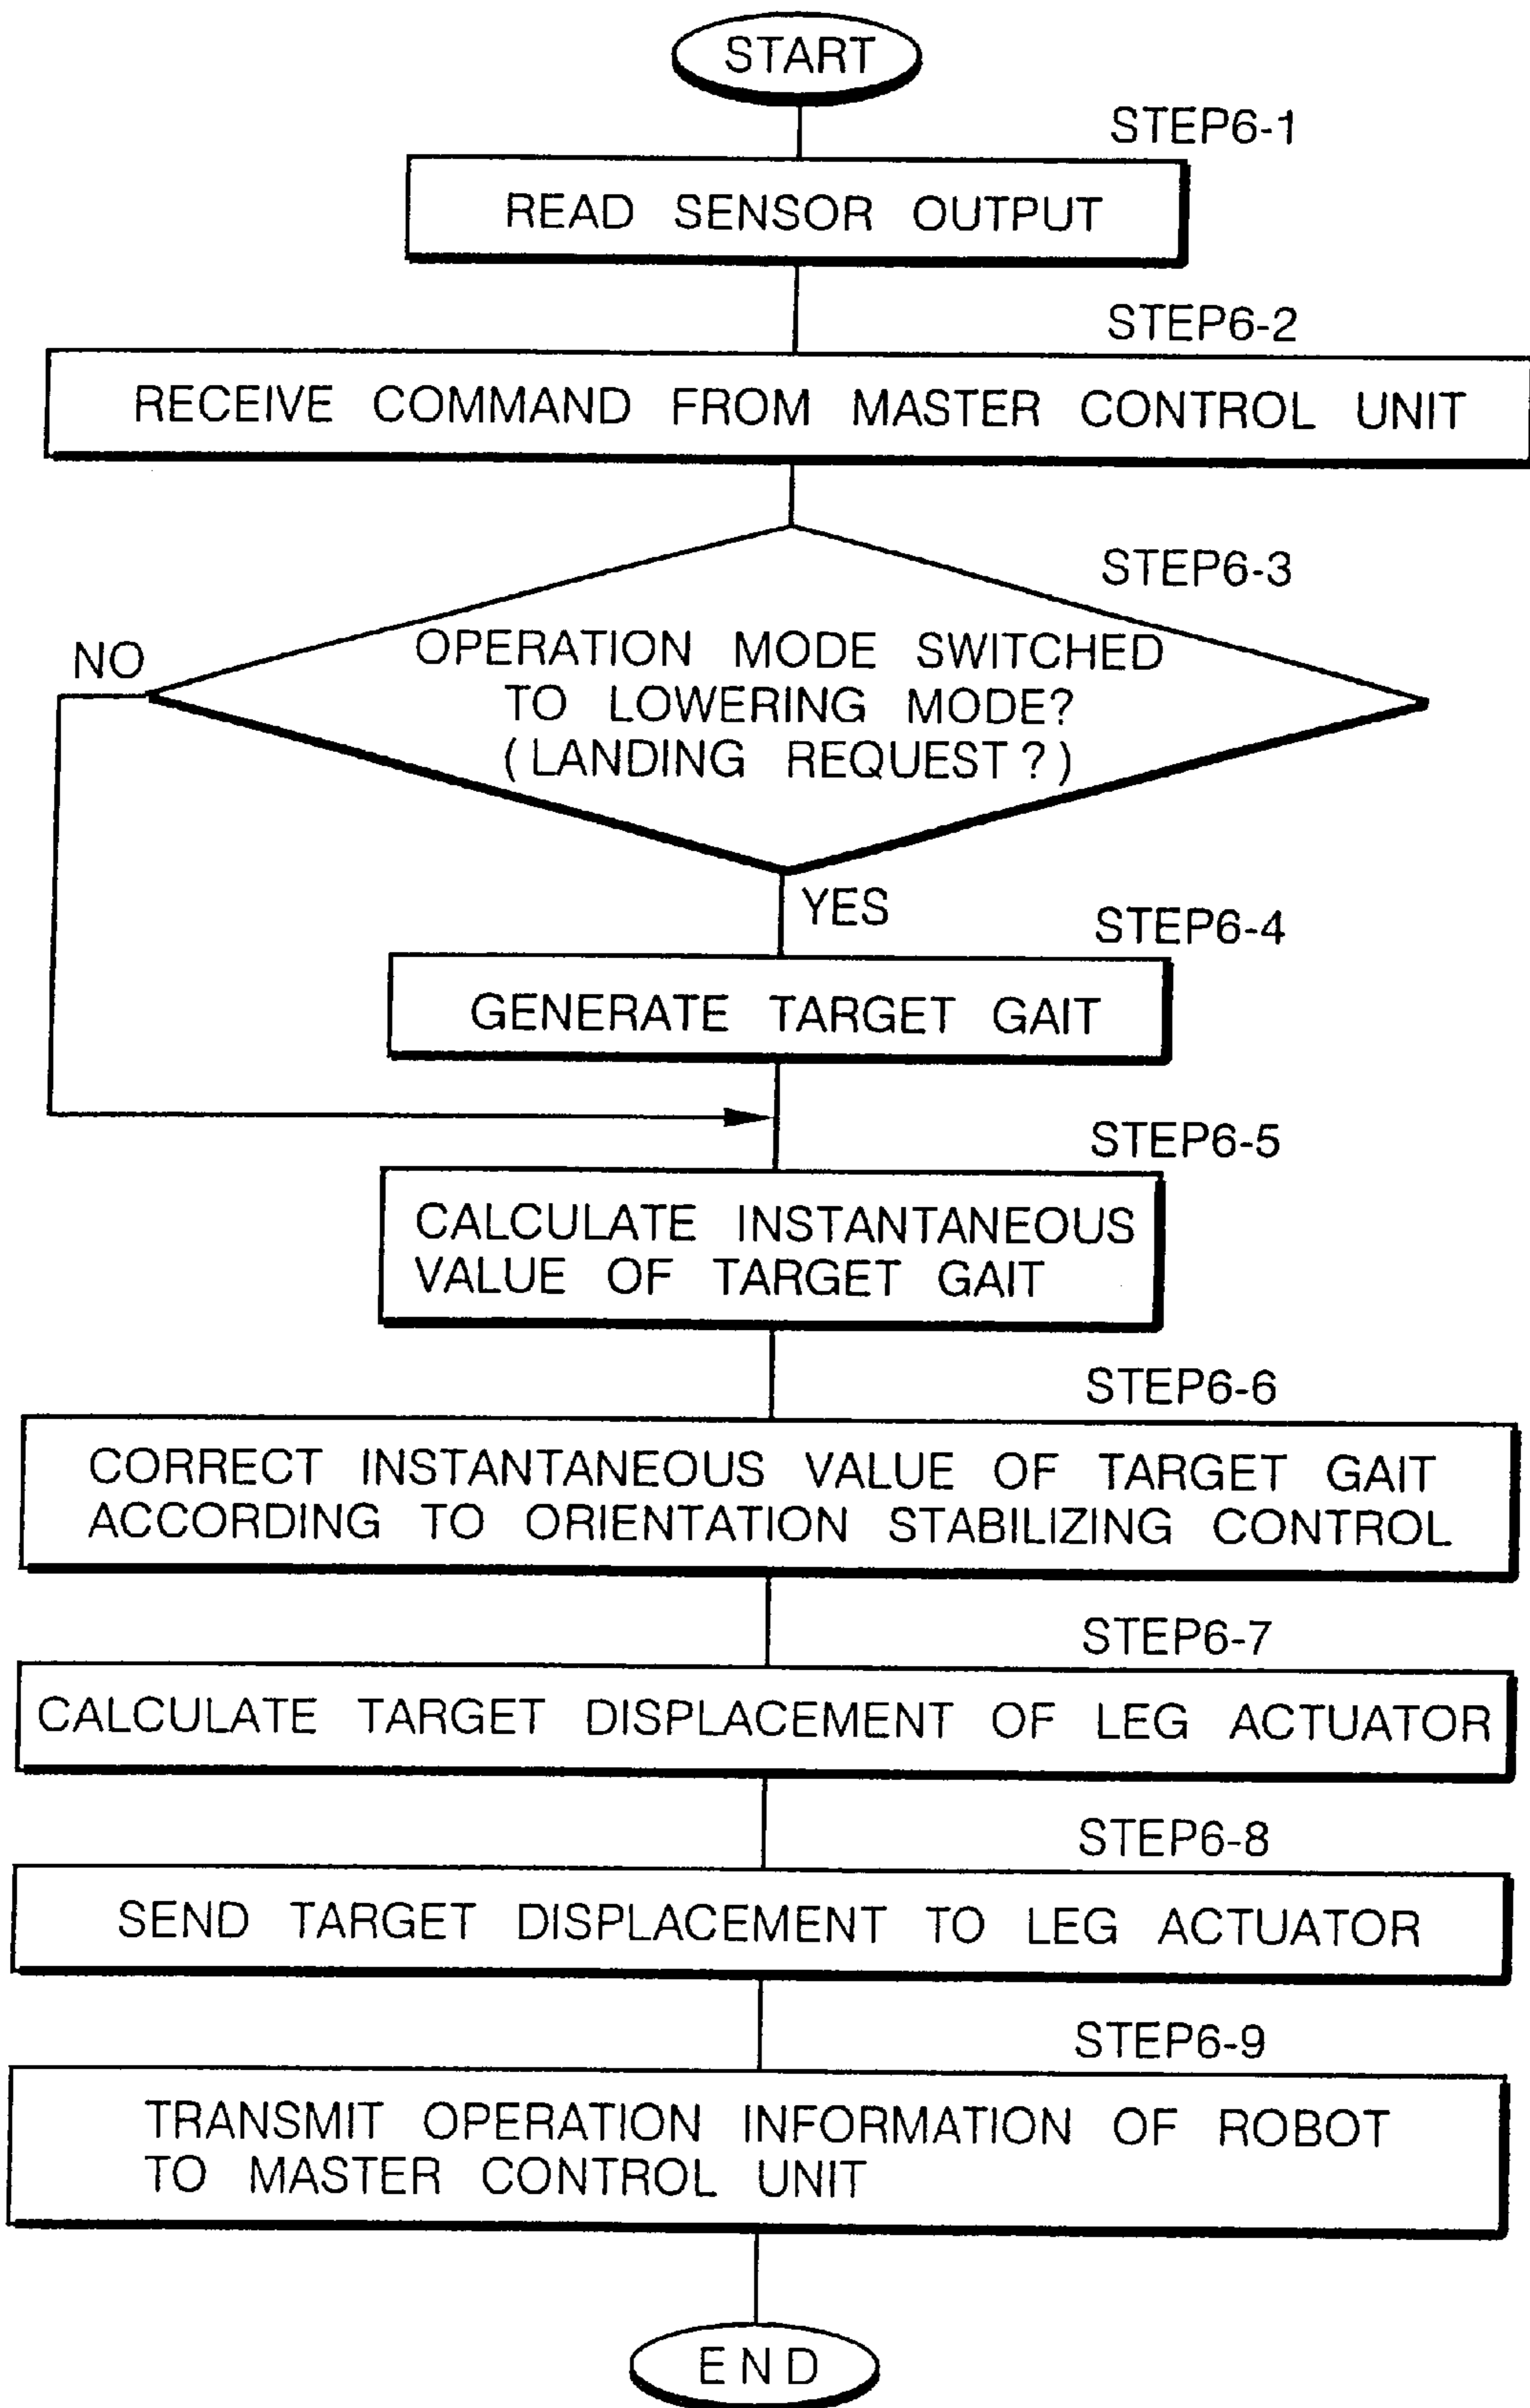 START
STEP6-1
READ SENSOR OUTPUT
STEP6-2
RECEIVE COMMAND FROM MASTER CONTROL UNIT
STEP6-3
NO
OPERATION MODE SWITCHED
TO LOWERING MODE?
(LANDING REQUEST?)
YES
STEP6-4
GENERATE TARGET GAIT
STEP6-5
CALCULATE INSTANTANEOUS
VALUE OF TARGET GAIT
STEP6-6
CORRECT INSTANTANEOUS VALUE OF TARGET GAIT
ACCORDING TO ORIENTATION STABILIZING CONTROL
STEP6-7
CALCULATE TARGET DISPLACEMENT OF LEG ACTUATOR
STEP6-8
SEND TARGET DISPLACEMENT TO LEG ACTUATOR
STEP6-9
TRANSMIT OPERATION INFORMATION OF ROBOT
TO MASTER CONTROL UNIT
END